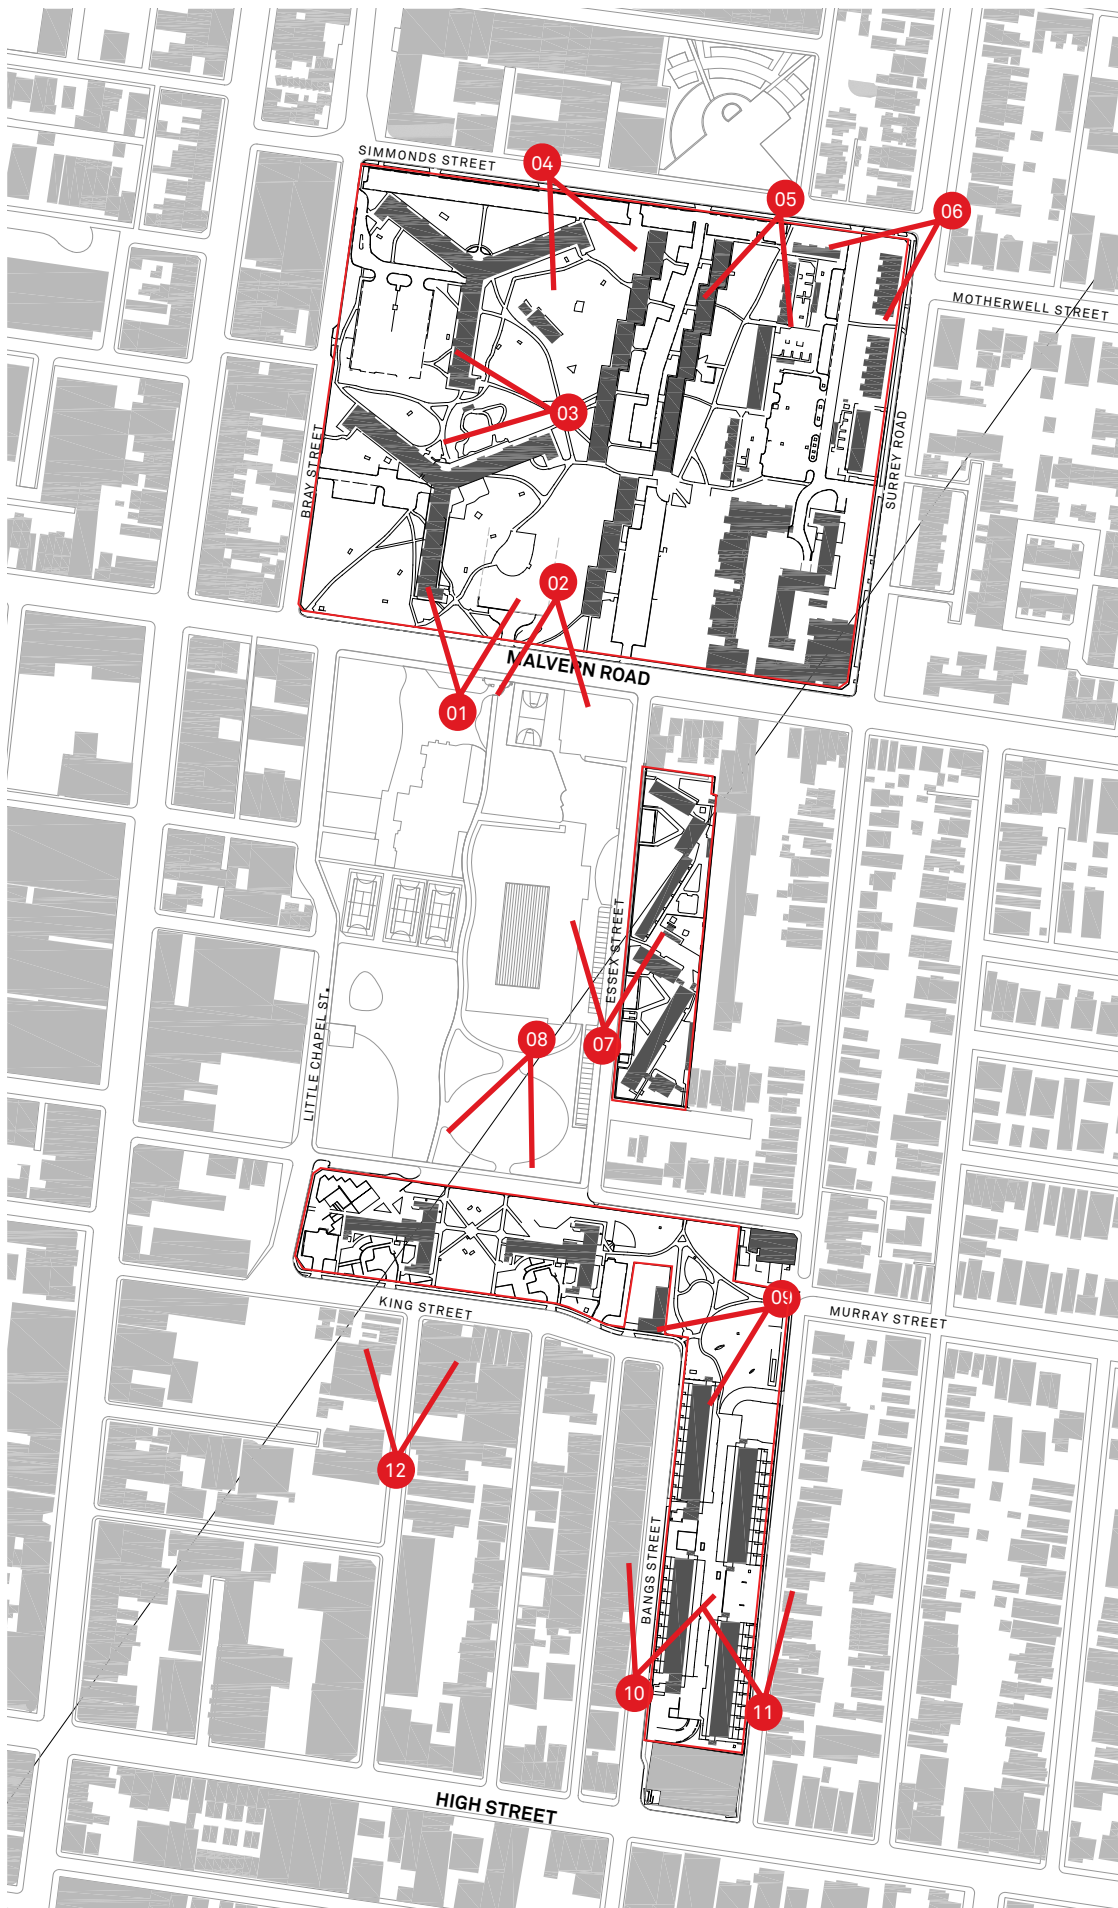 SIMMONDS STREET
04
05
06
MOTHERWELL STREET
03
BRAY STREET
SURREY ROAD
02
MALVERN ROAD
01
ESSEX STREET
LITTLE CHAPEL ST.
08
07
KING STREET
09
MURRAY STREET
12
BANGS STREET
10
11
HIGH STREET